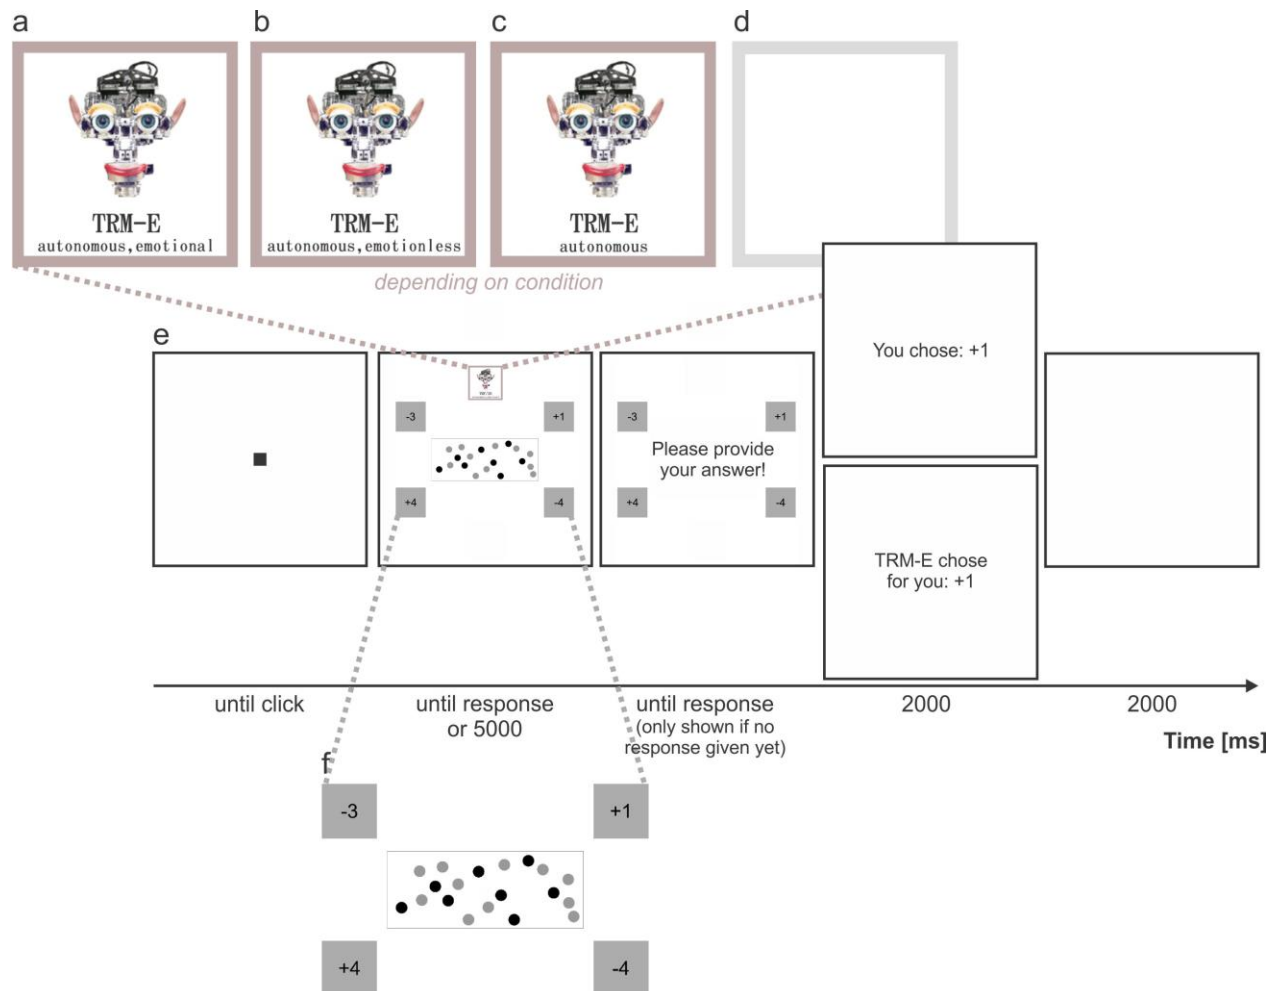 a
b
c
d
TRM-E
autonomous,emotional
TRM-E
autonomous,emotionless
TRM-E
autonomous
depending on condition
e
-3
+1
+4
-4
-3
+1
Please provide
your answer!
+4
-4
You chose: +1
TRM-E chose
for you: +1
until click
until response
or 5000
until response
(only shown if no
response given yet)
2000
2000
Time [ms]
f
-3
+1
+4
-4